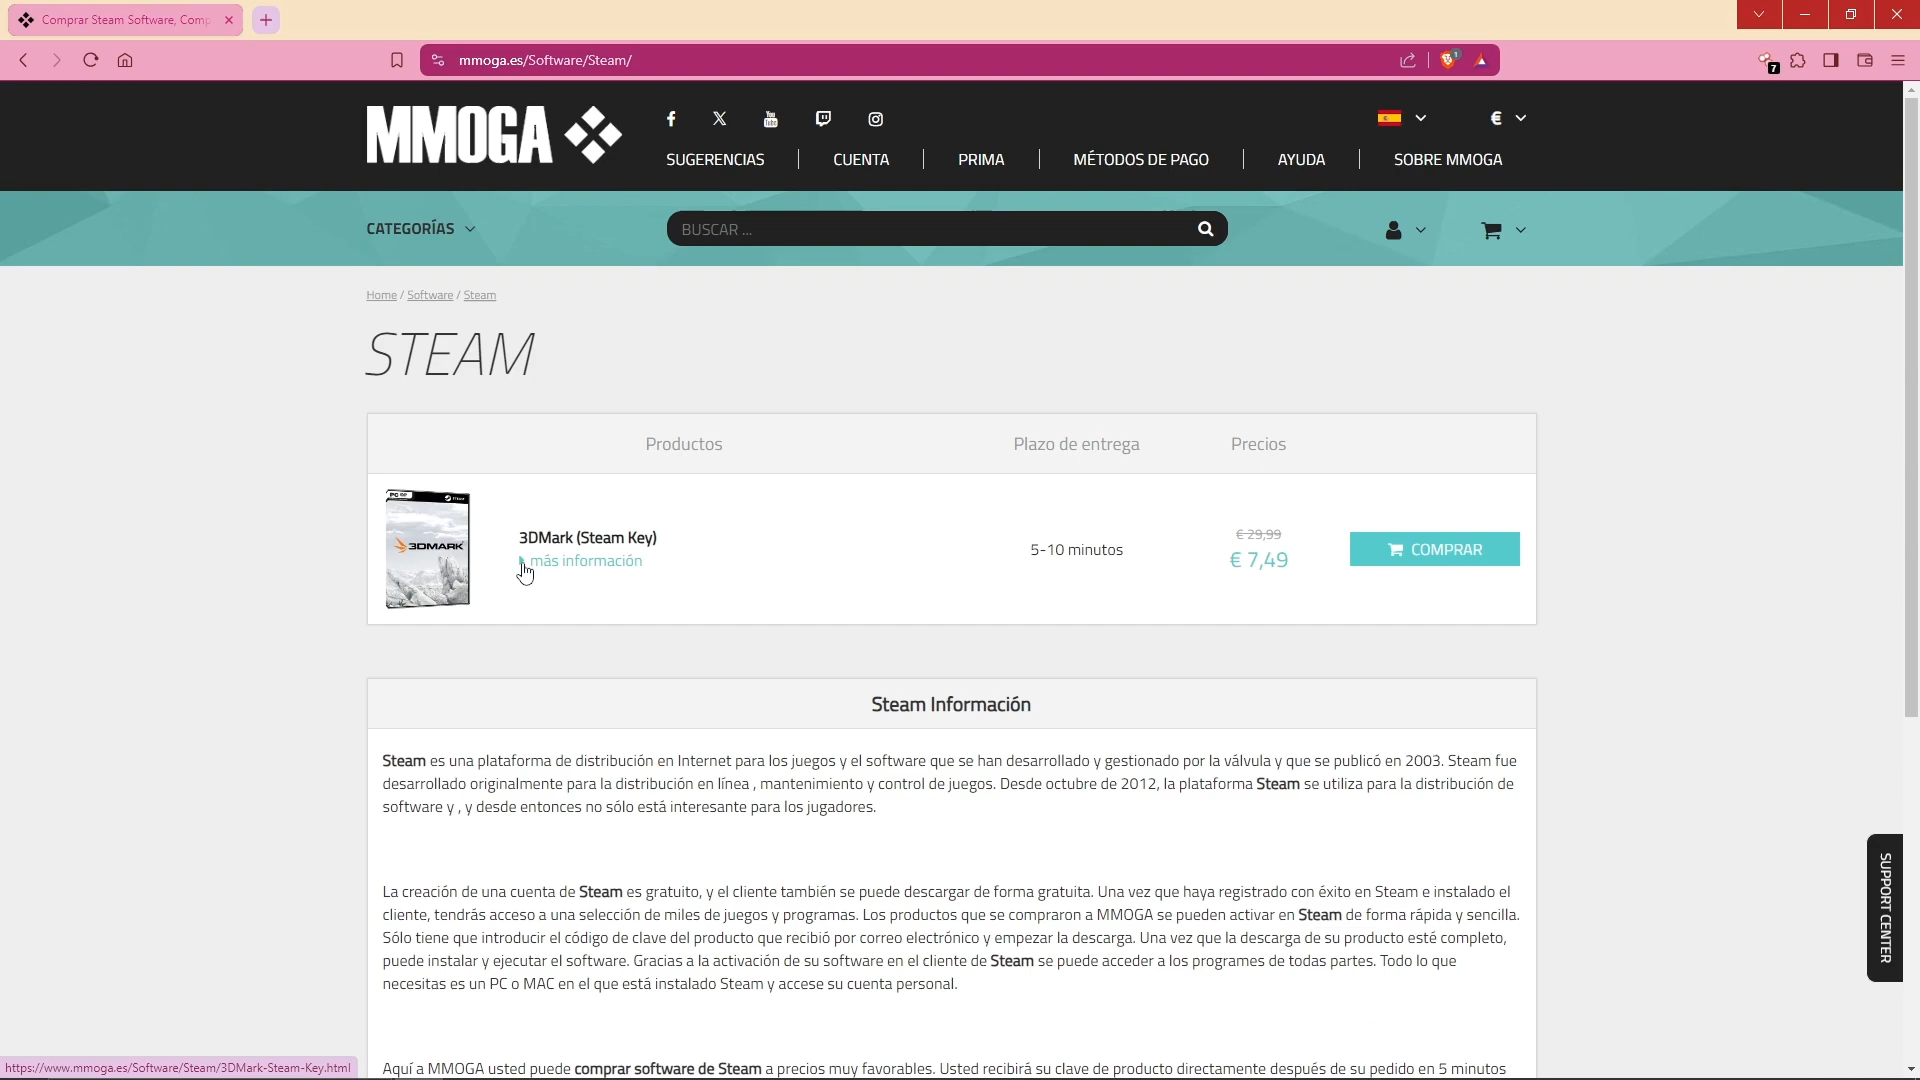 Comprar Steam Software, Comp
mmoga.es/Software/Steam/
1
7
MMOGA
SUGERENCIAS
CUENTA
PRIMA
MÉTODOS DE PAGO
AYUDA
SOBRE MMOGA
€
CATEGORÍAS
BUSCAR ...
Home / Software / Steam
STEAM
Productos
Plazo de entrega
Precios
PC
STEAM
3DMARK
3DMark (Steam Key)
más información
5-10 minutos
€ 29,99
€ 7,49
COMPRAR
Steam Información
Steam es una plataforma de distribución en Internet para los juegos y el software que se han desarrollado y gestionado por la válvula y que se publicó en 2003. Steam fue
desarrollado originalmente para la distribución en línea , mantenimiento y control de juegos. Desde octubre de 2012, la plataforma Steam se utiliza para la distribución de
software y , y desde entonces no sólo está interesante para los jugadores.
La creación de una cuenta de Steam es gratuito, y el cliente también se puede descargar de forma gratuita. Una vez que haya registrado con éxito en Steam e instalado el
cliente, tendrás acceso a una selección de miles de juegos y programas. Los productos que se compraron a MMOGA se pueden activar en Steam de forma rápida y sencilla.
Sólo tiene que introducir el código de clave del producto que recibió por correo electrónico y empezar la descarga. Una vez que la descarga de su producto esté completo,
puede instalar y ejecutar el software. Gracias a la activación de su software en el cliente de Steam se puede acceder a los programes de todas partes. Todo lo que
necesitas es un PC o MAC en el que está instalado Steam y accese su cuenta personal.
Aquí a MMOGA usted puede comprar software de Steam a precios muy favorables. Usted recibirá su clave de producto directamente después de su pedido en 5 minutos
SUPPORT CENTER
https://www.mmoga.es/Software/Steam/3DMark-Steam-Key.html